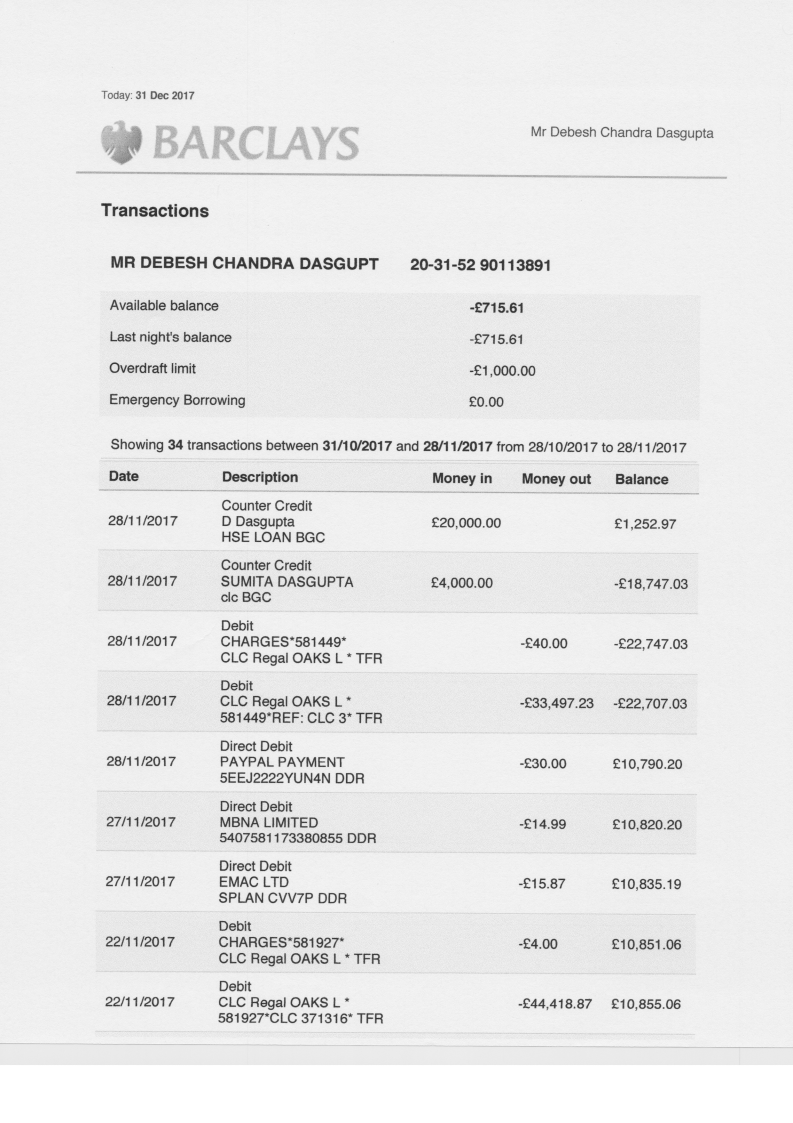 Today: 31 Dec 2017
BARCLAYS
Mr Debesh Chandra Dasgupta
Transactions
MR DEBESH CHANDRA DASGUPT 20-31-52 90113891
Available balance -£715.61
Last night's balance -£715.61
Overdraft limit -£1,000.00
Emergency Borrowing £0.00
Showing 34 transactions between 31/10/2017 and 28/11/2017 from 28/10/2017 to 28/11/2017
Date Description Money in Money out Balance
Counter Credit
28/11/2017 D Dasgupta £20,000.00 £1,252.97
HSE LOAN BGC
Counter Credit
28/11/2017 SUMITA DASGUPTA £4,000.00 -£18,747.03
clc BGC
Debit
28/11/2017 CHARGES*581449* -£40.00 -£22,747.03
CLC Regal OAKS L * TFR
Debit
28/11/2017 CLC Regal OAKS L * -£33,497.23 -£22,707.03
581449*REF: CLC 3* TFR
Direct Debit
28/11/2017 PAYPAL PAYMENT -£30.00 £10,790.20
5EEJ2222YUN4N DDR
Direct Debit
27/11/2017 MBNA LIMITED -£14.99 £10,820.20
5407581173380855 DDR
Direct Debit
27/11/2017 EMAC LTD -£15.87 £10,835.19
SPLAN CVV7P DDR
Debit
22/11/2017 CHARGES*581927* -£4.00 £10,851.06
CLC Regal OAKS L * TFR
Debit
22/11/2017 CLC Regal OAKS L * -£44,418.87 £10,855.06
581927*CLC 371316* TFR